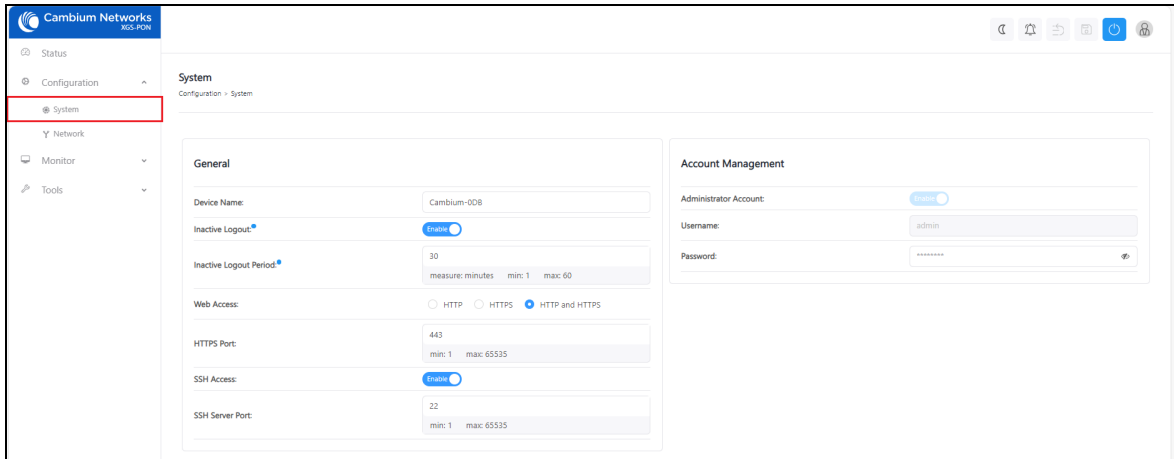 Cambium Networks
XGS-PON
Status
Configuration
System
Network
Monitor
Tools
System
Configuration > System
General
Device Name:
Cambium-0DB
Inactive Logout:
Enable
Inactive Logout Period:
30
measure: minutes min: 1 max: 60
Web Access:
HTTP HTTPS HTTP and HTTPS
HTTPS Port:
443
min: 1 max: 65535
SSH Access:
Enable
SSH Server Port:
22
min: 1 max: 65535
Account Management
Administrator Account:
Enable
Username:
admin
Password:
********